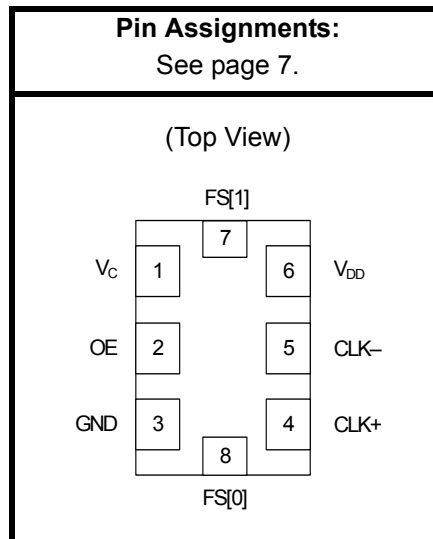 Pin Assignments:
See page 7.
(Top View)
FS[1]
7
VC 1 6 VDD
OE 2 5 CLK–
GND 3 4 CLK+
8
FS[0]